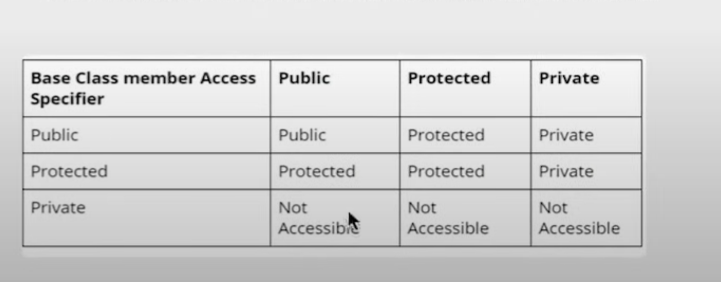 Base Class member Access Public Protected Private
Specifier
Public Public Protected Private
Protected Protected Protected Private
Private Not Not Not
Accessible Accessible Accessible